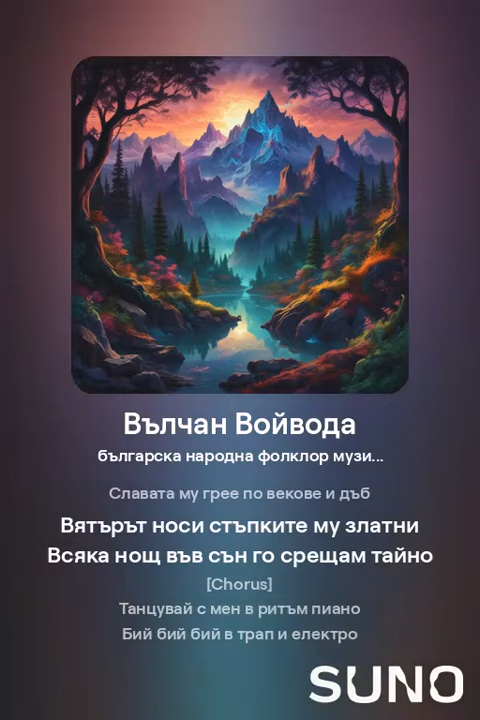 Вълчан Войвода
българска народна фолклор музи...
Славата му грее по векове и дъб
Вятърът носи стъпките му златни
Всяка нощ във сън го срещам тайно
[Chorus]
Танцувай с мен в ритъм пиано
Бий бий бий в трап и електро
SUNO